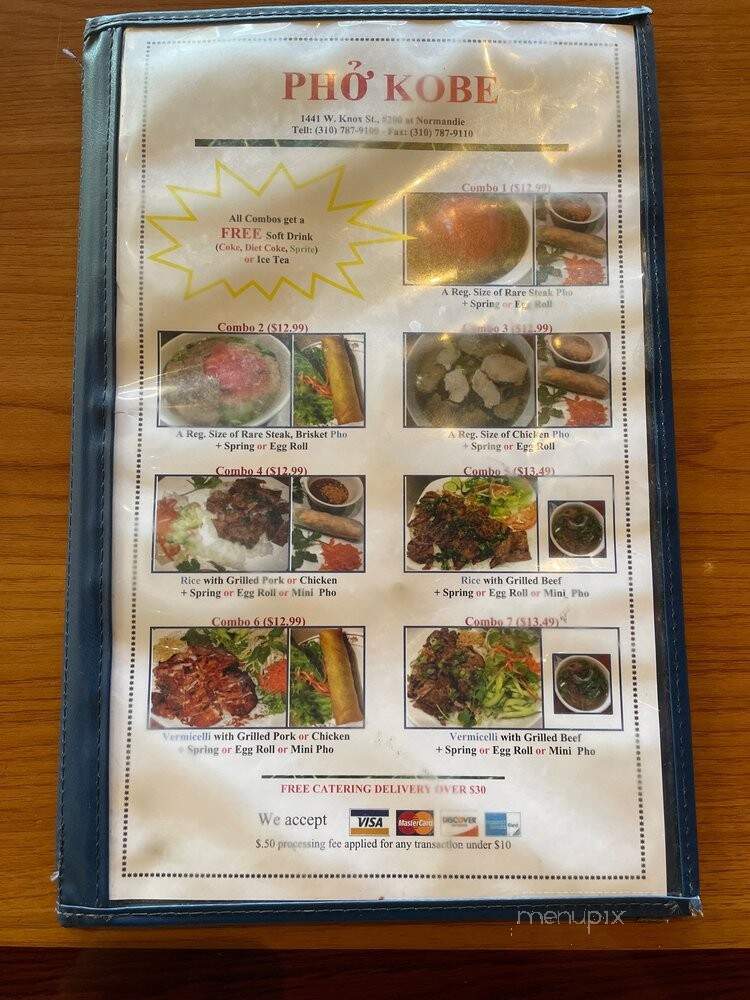 PHỞ KOBE
1441 W. Knox St., #200 at Normandie
Tell: (310) 787-9100 - Fax: (310) 787-9110
All Combos get a
FREE Soft Drink
(Coke, Diet Coke, Sprite)
or Ice Tea
Combo 1 ($12.99)
A Reg. Size of Rare Steak Pho
+ Spring or Egg Roll
Combo 2 ($12.99)
A Reg. Size of Rare Steak, Brisket Pho
+ Spring or Egg Roll
Combo 3 ($12.99)
A Reg. Size of Chicken Pho
+ Spring or Egg Roll
Combo 4 ($12.99)
Rice with Grilled Pork or Chicken
+ Spring or Egg Roll or Mini Pho
Combo 5 ($13.49)
Rice with Grilled Beef
+ Spring or Egg Roll or Mini Pho
Combo 6 ($12.99)
Vermicelli with Grilled Pork or Chicken
+ Spring or Egg Roll or Mini Pho
Combo 7 ($13.49)
Vermicelli with Grilled Beef
+ Spring or Egg Roll or Mini Pho
FREE CATERING DELIVERY OVER $30
We accept VISA MasterCard DISCOVER
$.50 processing fee applied for any transaction under $10
menupix